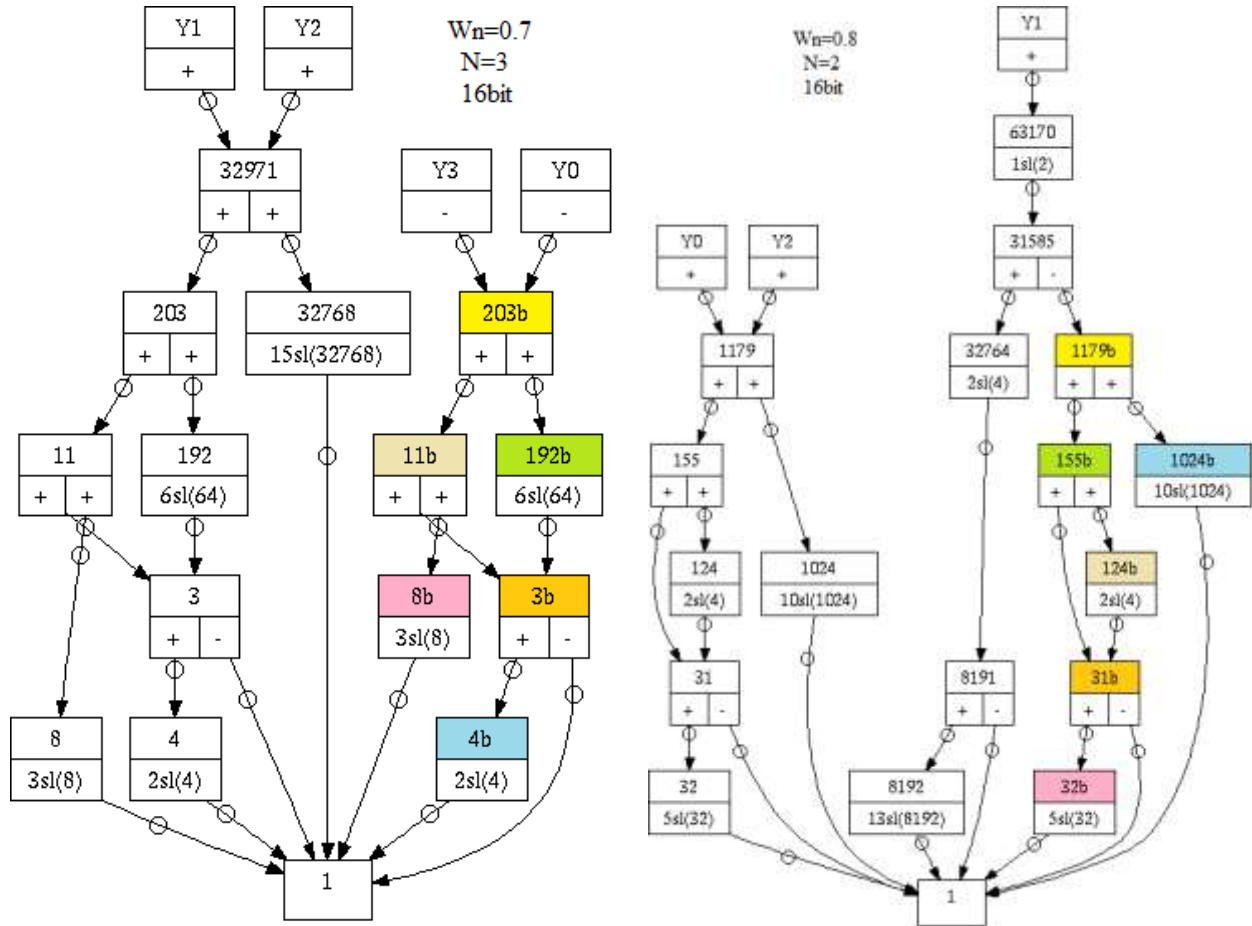 Y1
+
Y2
+
Wn=0.7
N=3
16bit
32971
+ +
Y3
-
Y0
-
203
+ +
32768
15sl(32768)
203b
+ +
11
+ +
192
6sl(64)
11b
+ +
192b
6sl(64)
3
+ -
8b
3sl(8)
3b
+ -
8
3sl(8)
4
2sl(4)
4b
2sl(4)
1
Wn=0.8
N=2
16bit
Y1
+
63170
1sl(2)
Y0
+
Y2
+
31585
+ -
1179
+ +
32764
2sl(4)
1179b
+ +
155
+ +
155b
+ +
1024b
10sl(1024)
124
2sl(4)
1024
10sl(1024)
124b
2sl(4)
31
+ -
8191
+ -
31b
+ -
32
5sl(32)
8192
13sl(8192)
32b
5sl(32)
1